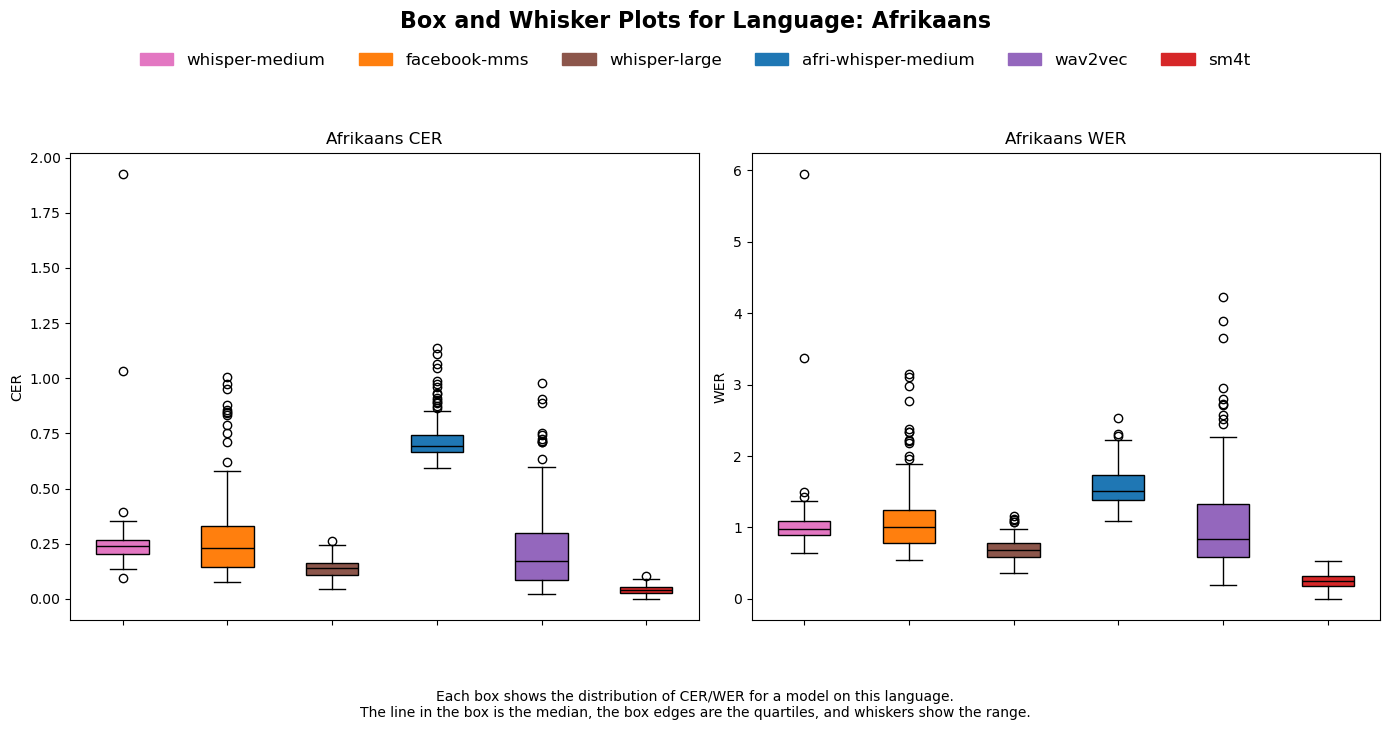 Box and Whisker Plots for Language: Afrikaans
whisper-medium facebook-mms whisper-large afri-whisper-medium wav2vec sm4t
Afrikaans CER
2.00
1.75
1.50
1.25
1.00
0.75
0.50
0.25
0.00
CER
Afrikaans WER
6
5
4
3
2
1
0
WER
Each box shows the distribution of CER/WER for a model on this language.
The line in the box is the median, the box edges are the quartiles, and whiskers show the range.